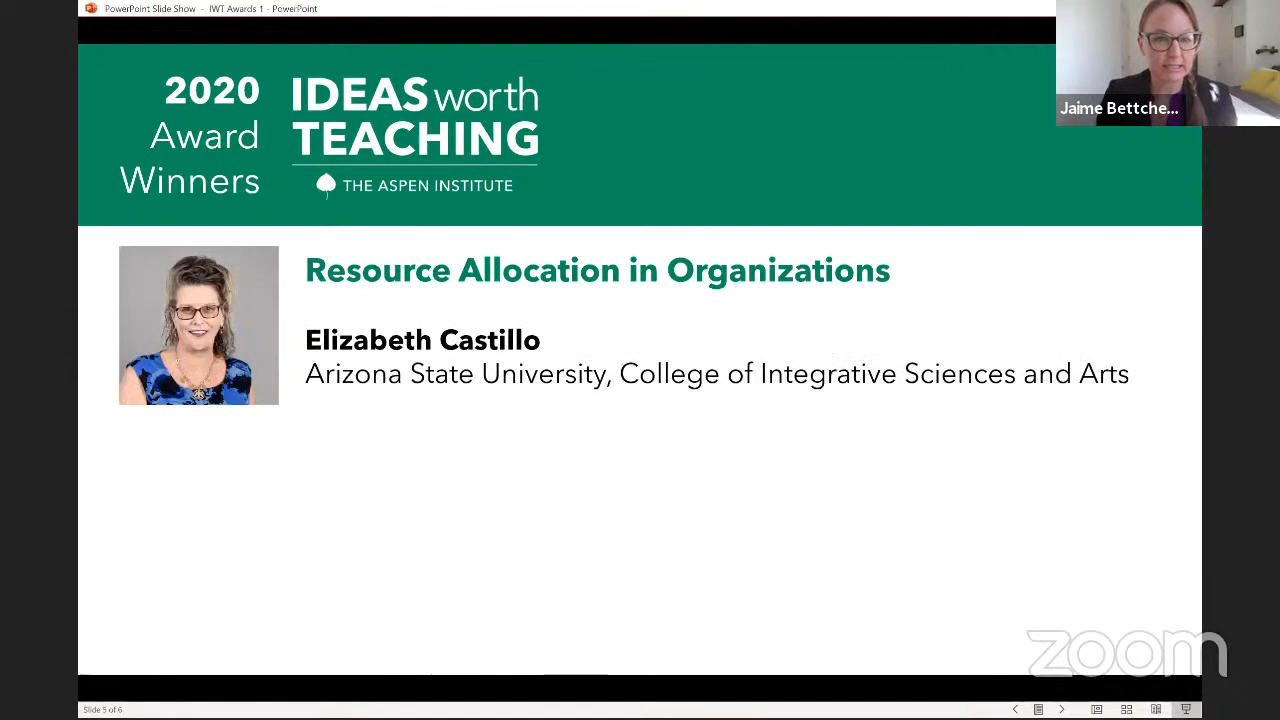 PowerPoint Slide Show - IWT Awards 1 - PowerPoint
2020
Award
Winners
IDEAS worth
TEACHING
THE ASPEN INSTITUTE
Jaime Bettche...
Resource Allocation in Organizations
Elizabeth Castillo
Arizona State University, College of Integrative Sciences and Arts
zoom
Slide 5 of 6